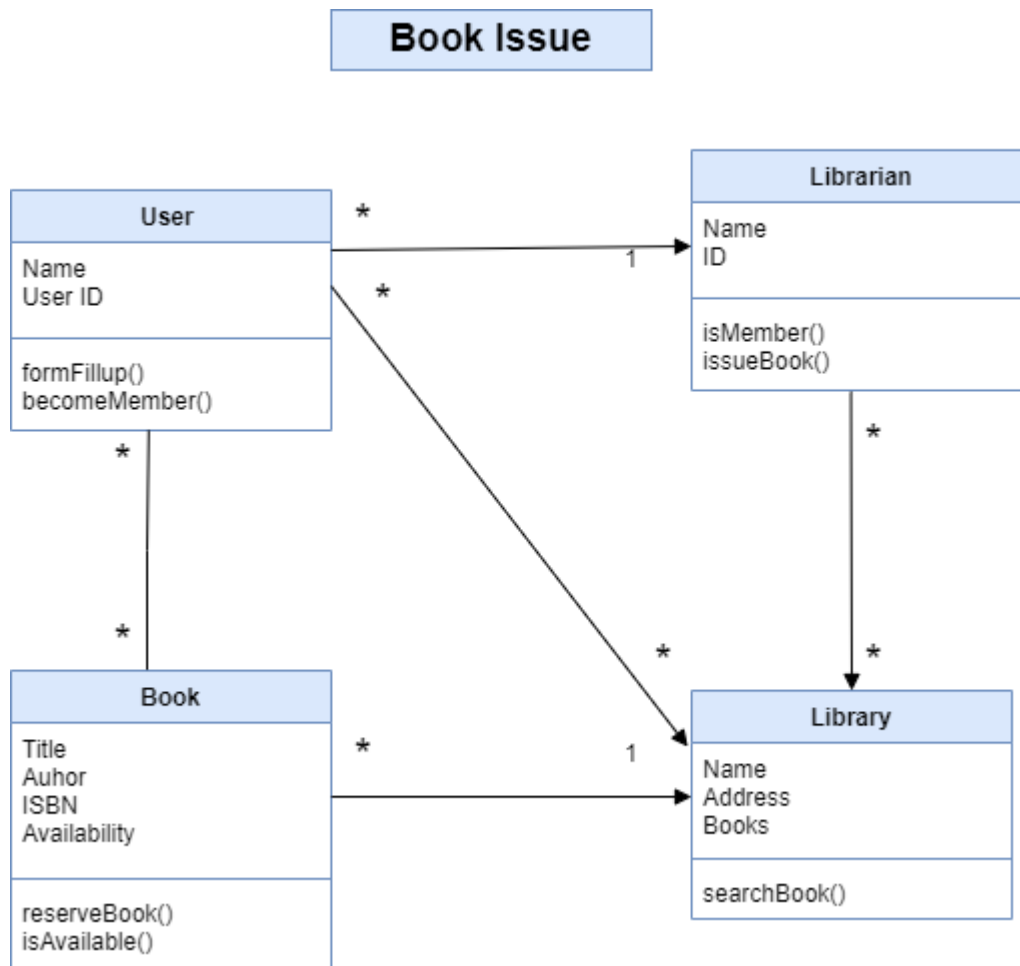 Book Issue
User
Name
User ID
formFillup()
becomeMember()
*
1
*
Librarian
Name
ID
isMember()
issueBook()
*
*
*
*
*
Book
Title
Auhor
ISBN
Availability
reserveBook()
isAvailable()
*
1
Library
Name
Address
Books
searchBook()